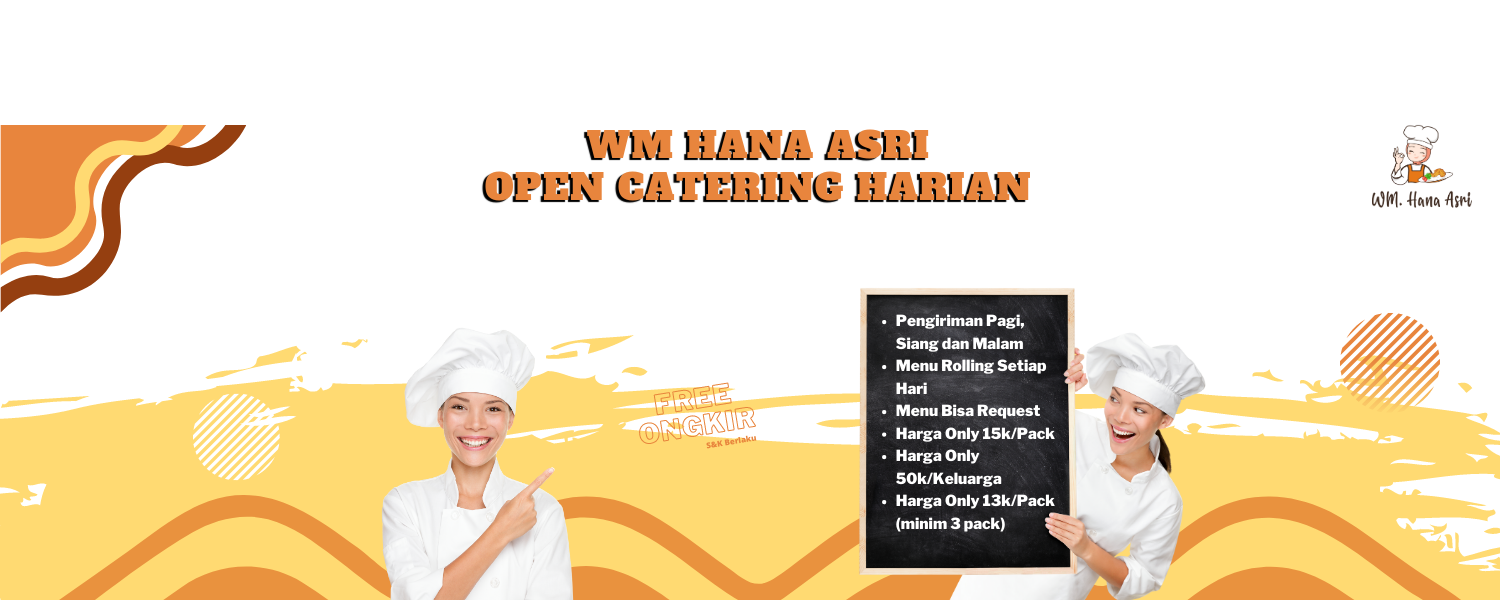 WM HANA ASRI
OPEN CATERING HARIAN
WM. Hana Asri
FREE
ONGKIR
S&K Berlaku
• Pengiriman Pagi,
Siang dan Malam
• Menu Rolling Setiap
Hari
• Menu Bisa Request
• Harga Only 15k/Pack
• Harga Only
50k/Keluarga
• Harga Only 13k/Pack
(minim 3 pack)